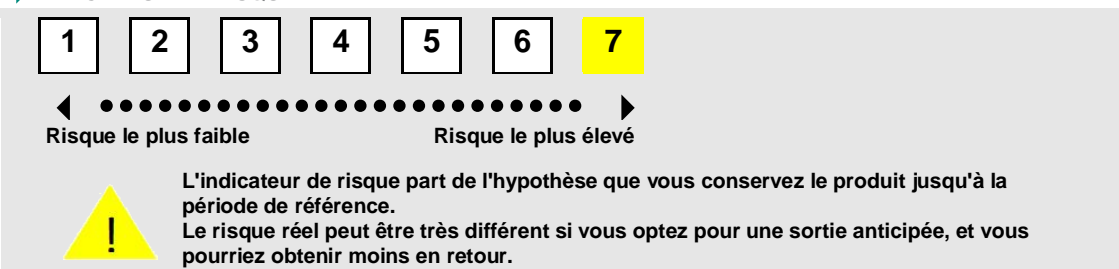 1 2 3 4 5 6 7
Risque le plus faible Risque le plus élevé
L'indicateur de risque part de l'hypothèse que vous conservez le produit jusqu'à la
période de référence.
Le risque réel peut être très différent si vous optez pour une sortie anticipée, et vous
pourriez obtenir moins en retour.